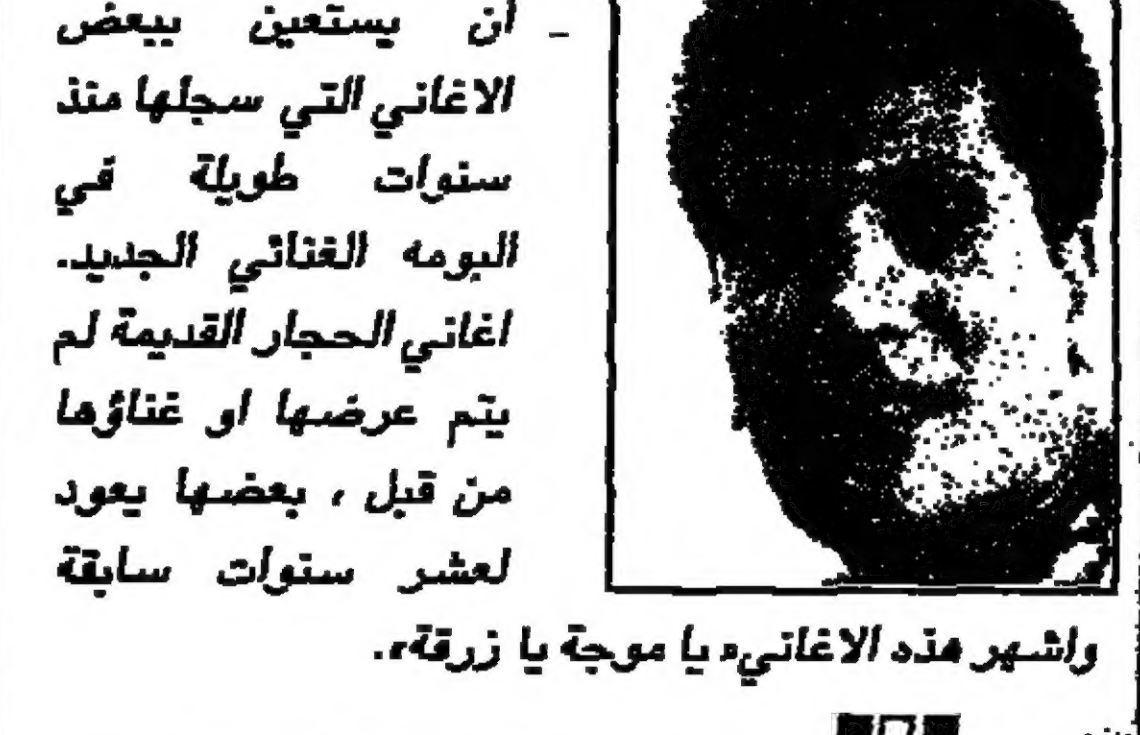 ان يستعين ببعض
الاغاني التي سجلها منذ
سنوات طويلة في
البومه الغنائي الجديد.
اغاني الحجار القديمة لم
يتم عرضها او غناؤها
من قبل ، بعضها يعود
لعشر سنوات سابقة
واشهر هذه الاغاني« يا موجة يا زرقة».